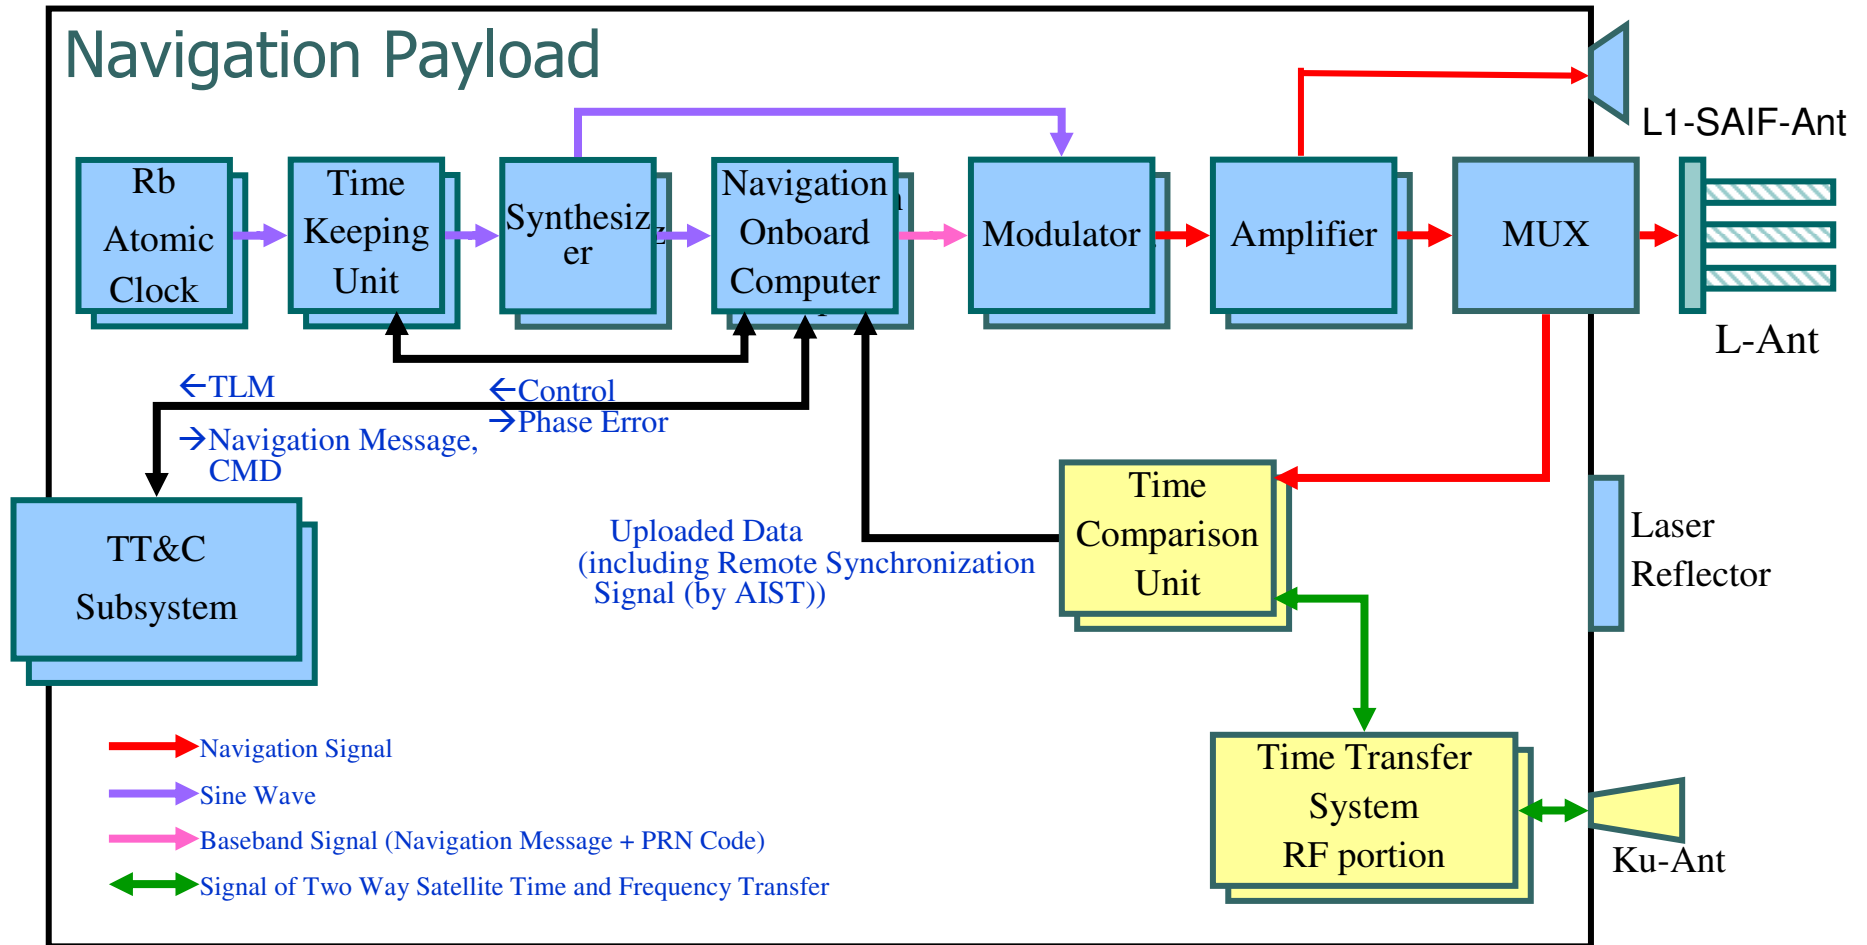 Navigation Payload
L1-SAIF-Ant
Rb
Atomic
Clock
Time
Keeping
Unit
Synthesiz
er
Navigation
Onboard
Computer
Modulator
Amplifier
MUX
L-Ant
←TLM
→Navigation Message,
CMD
←Control
→Phase Error
TT&C
Subsystem
Uploaded Data
(including Remote Synchronization
Signal (by AIST))
Time
Comparison
Unit
Laser
Reflector
Time Transfer
System
RF portion
Ku-Ant
Navigation Signal
Sine Wave
Baseband Signal (Navigation Message + PRN Code)
Signal of Two Way Satellite Time and Frequency Transfer